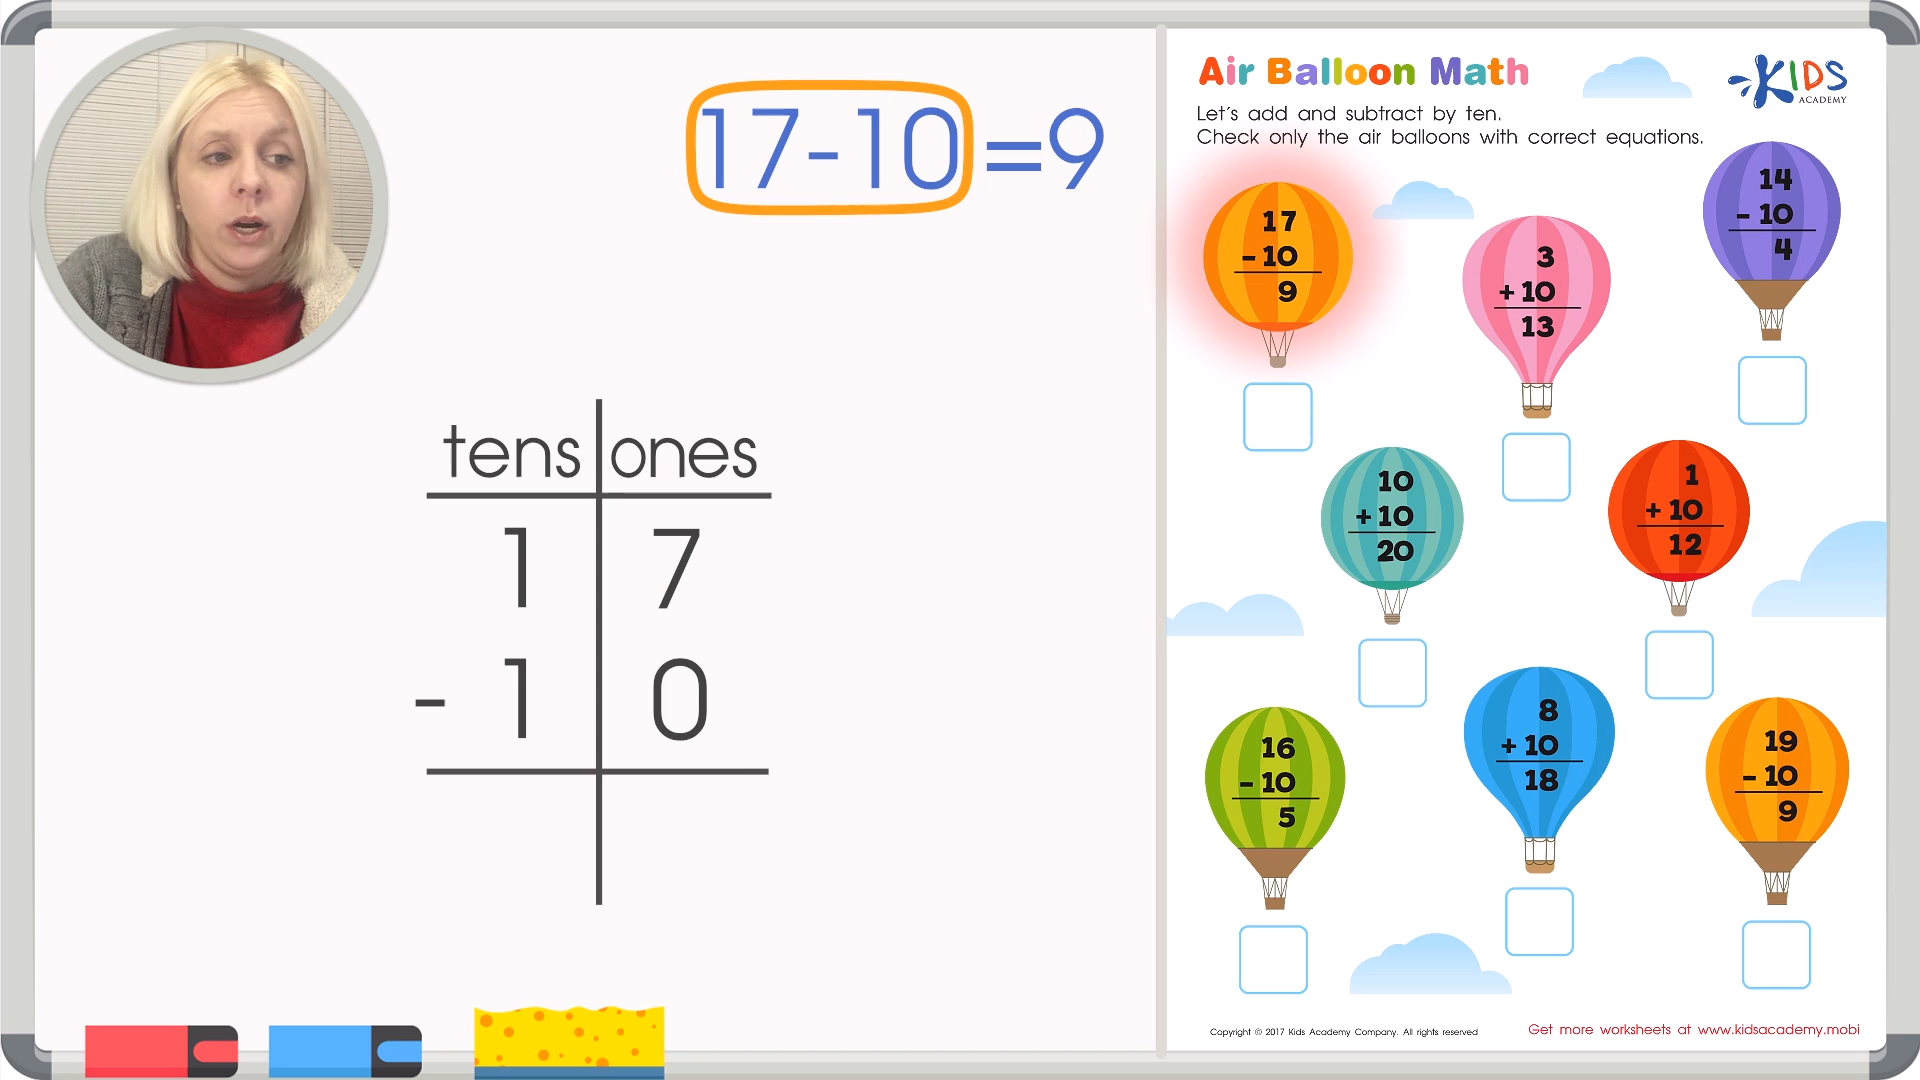 17-10=9
tens ones
1 7
- 1 0
Air Balloon Math
KIDS
ACADEMY
Let's add and subtract by ten.
Check only the air balloons with correct equations.
17
- 10
9
3
+ 10
13
14
- 10
4
10
+ 10
20
1
+ 10
12
16
- 10
5
8
+ 10
18
19
- 10
9
Copyright © 2017 Kids Academy Company. All rights reserved
Get more worksheets at www.kidsacademy.mobi